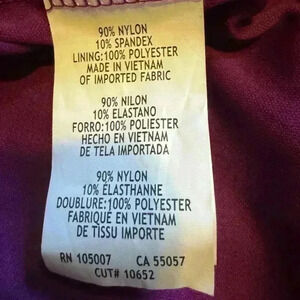 90% NYLON
10% SPANDEX
LINING:100% POLYESTER
MADE IN VIETNAM
OF IMPORTED FABRIC
90% NILON
10% ELASTANO
FORRO:100% POLIESTER
HECHO EN VIETNAM
DE TELA IMPORTADA
90% NYLON
10% ÉLASTHANNE
DOUBLURE:100% POLYESTER
FABRIQUÉ EN VIETNAM
DE TISSU IMPORTE
RN 105007 CA 55057
CUT# 10652